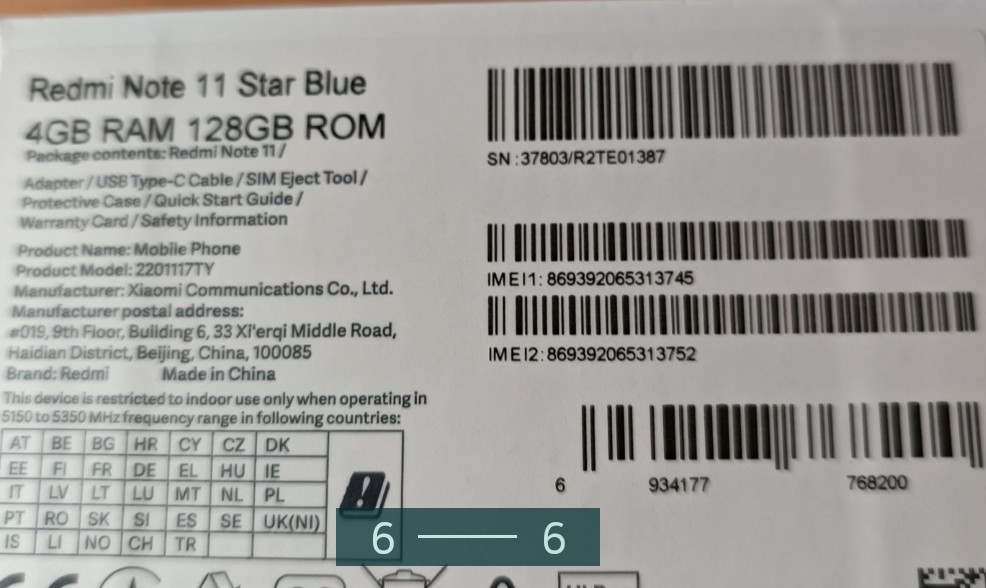 Redmi Note 11 Star Blue
4GB RAM 128GB ROM
Package contents: Redmi Note 11 /
Adapter / USB Type-C Cable / SIM Eject Tool /
Protective Case / Quick Start Guide /
Warranty Card / Safety Information
Product Name: Mobile Phone
Product Model: 2201117TY
Manufacturer: Xiaomi Communications Co., Ltd.
Manufacturer postal address:
#019, 9th Floor, Building 6, 33 Xi'erqi Middle Road,
Haidian District, Beijing, China, 100085
Brand: Redmi Made in China
This device is restricted to indoor use only when operating in
5150 to 5350 MHz frequency range in following countries:
AT BE BG HR CY CZ DK
EE FI FR DE EL HU IE
IT LV LT LU MT NL PL
PT RO SK SI ES SE UK(NI)
IS LI NO CH TR
SN :37803/R2TE01387
IMEI1: 869392065313745
IMEI2: 869392065313752
6 934177 768200
6 — 6